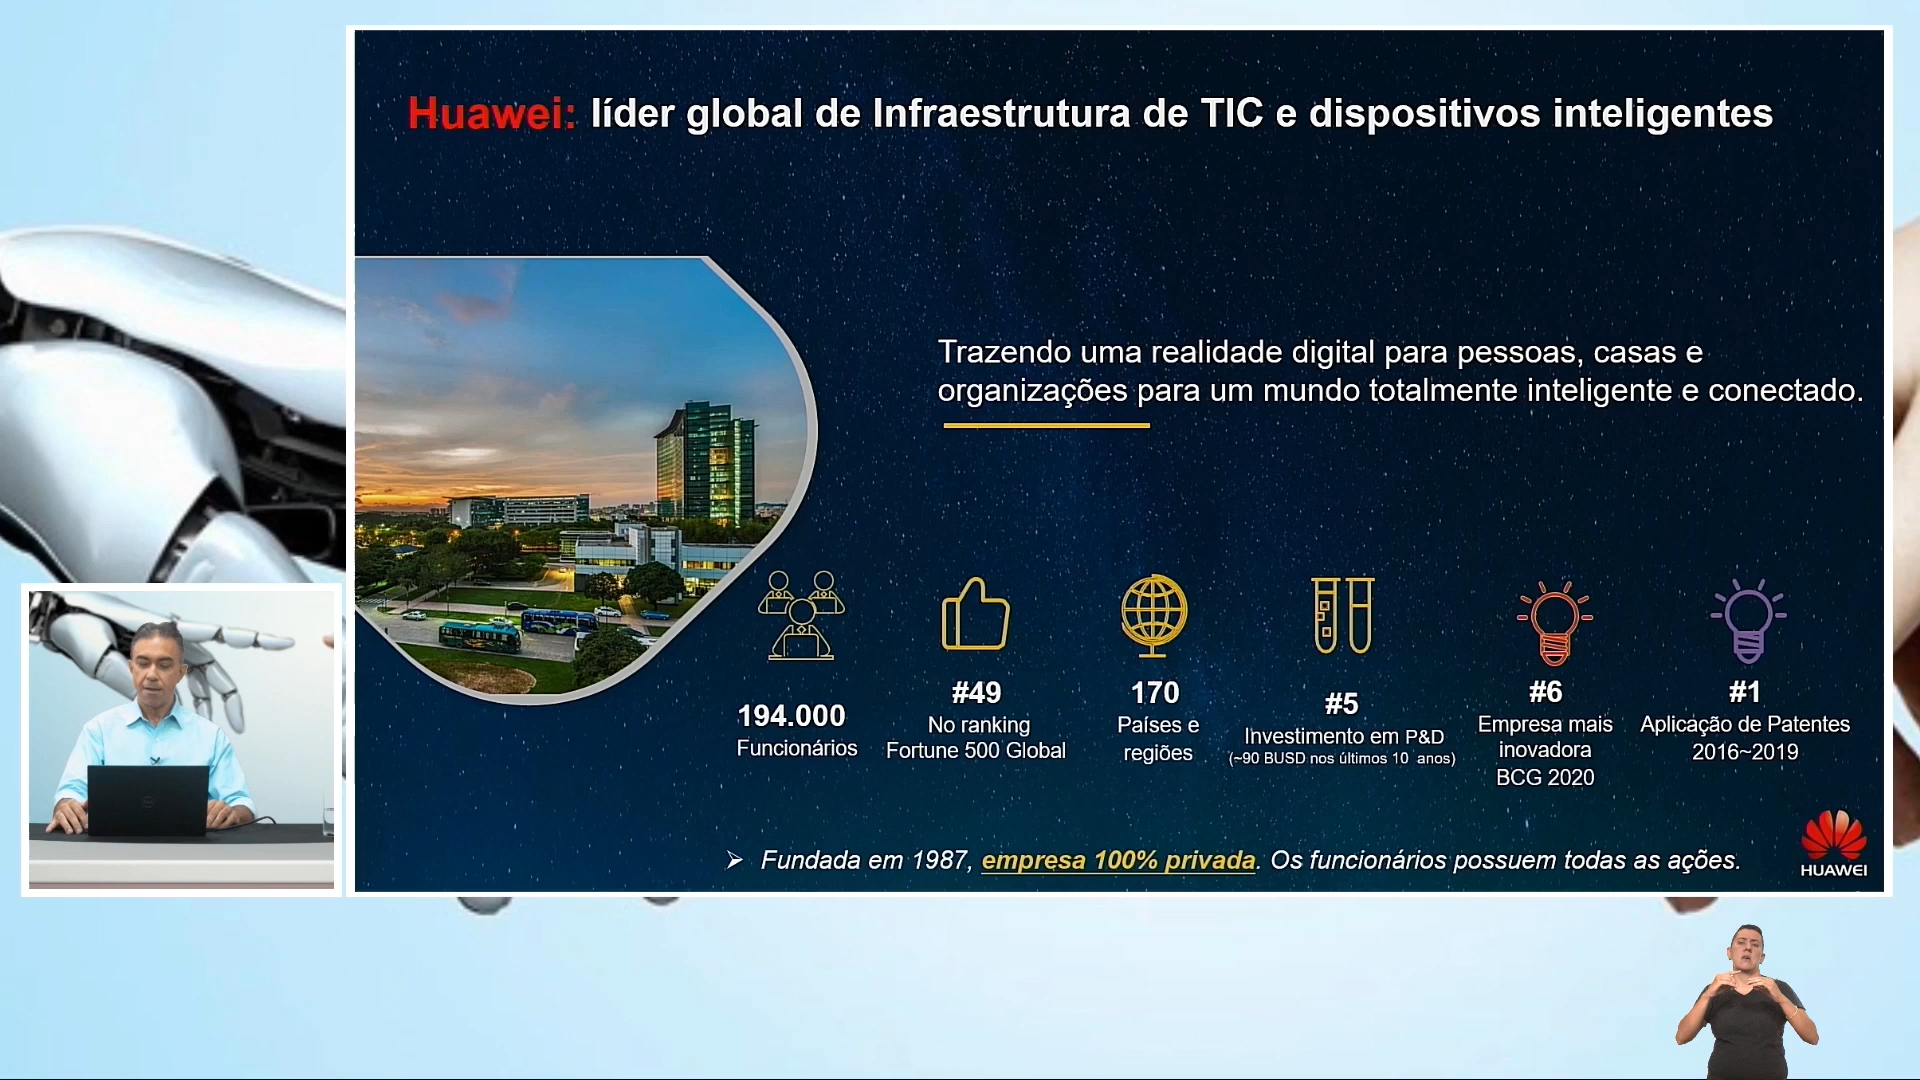 Huawei: líder global de Infraestrutura de TIC e dispositivos inteligentes
Trazendo uma realidade digital para pessoas, casas e
organizações para um mundo totalmente inteligente e conectado.
194.000
Funcionários
#49
No ranking
Fortune 500 Global
170
Países e
regiões
#5
Investimento em P&D
(~90 BUSD nos últimos 10 anos)
#6
Empresa mais
inovadora
BCG 2020
#1
Aplicação de Patentes
2016~2019
➢ Fundada em 1987, empresa 100% privada. Os funcionários possuem todas as ações.
HUAWEI